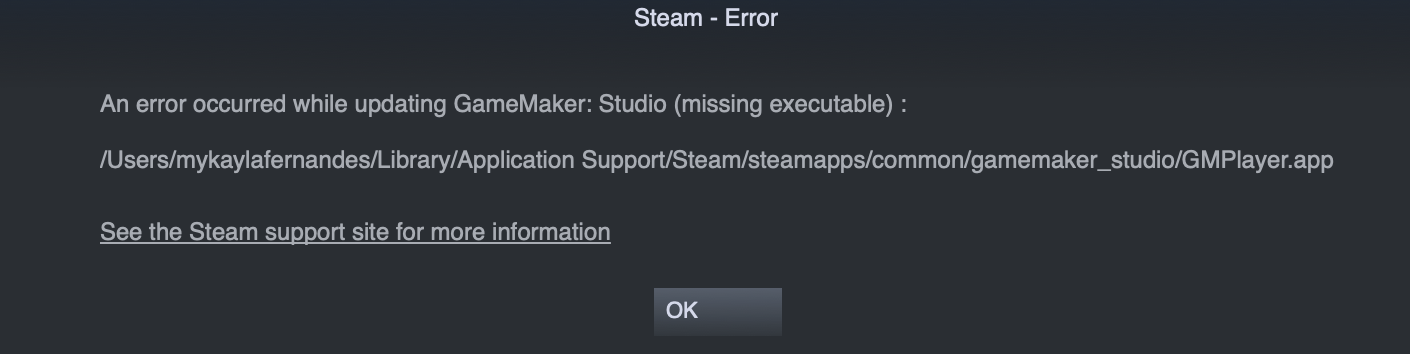 Steam - Error
An error occurred while updating GameMaker: Studio (missing executable) :
/Users/mykaylafernandes/Library/Application Support/Steam/steamapps/common/gamemaker_studio/GMPlayer.app
See the Steam support site for more information
OK